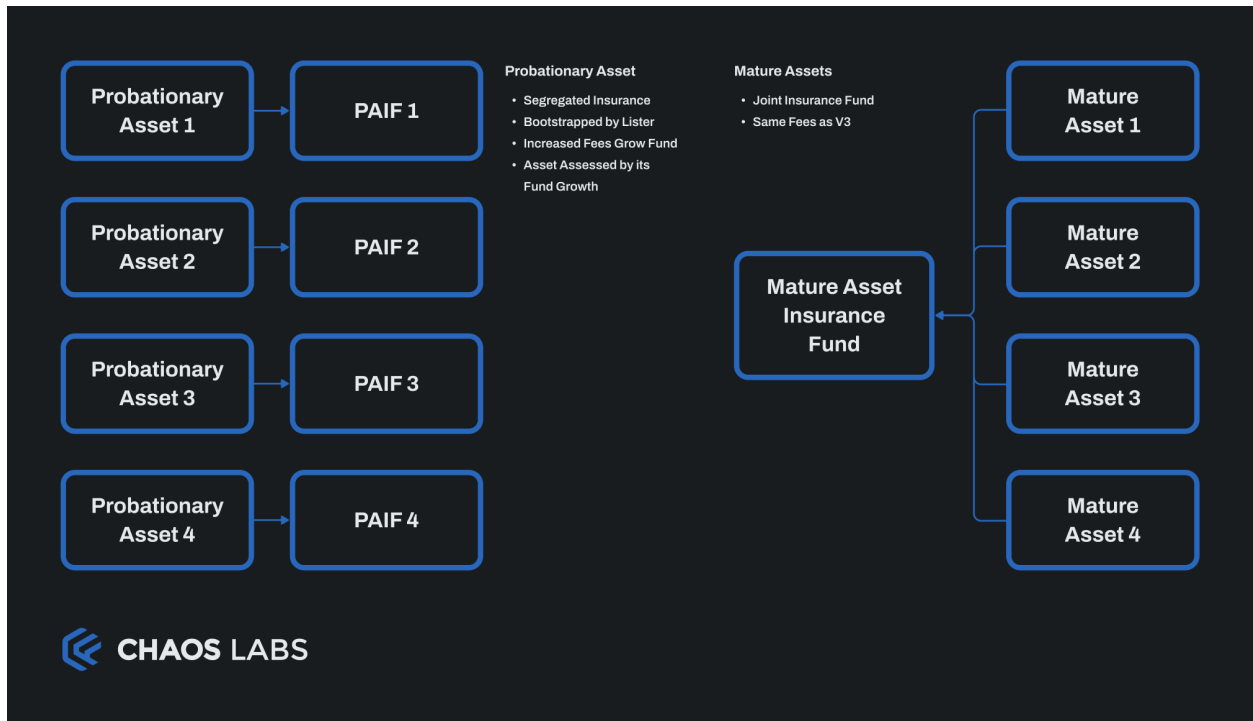 Probationary
Asset 1
PAIF 1
Probationary
Asset 2
PAIF 2
Probationary
Asset 3
PAIF 3
Probationary
Asset 4
PAIF 4
Probationary Asset
• Segregated Insurance
• Bootstrapped by Lister
• Increased Fees Grow Fund
• Asset Assessed by its
Fund Growth
Mature Assets
• Joint Insurance Fund
• Same Fees as V3
Mature Asset
Insurance
Fund
Mature
Asset 1
Mature
Asset 2
Mature
Asset 3
Mature
Asset 4
CHAOS LABS